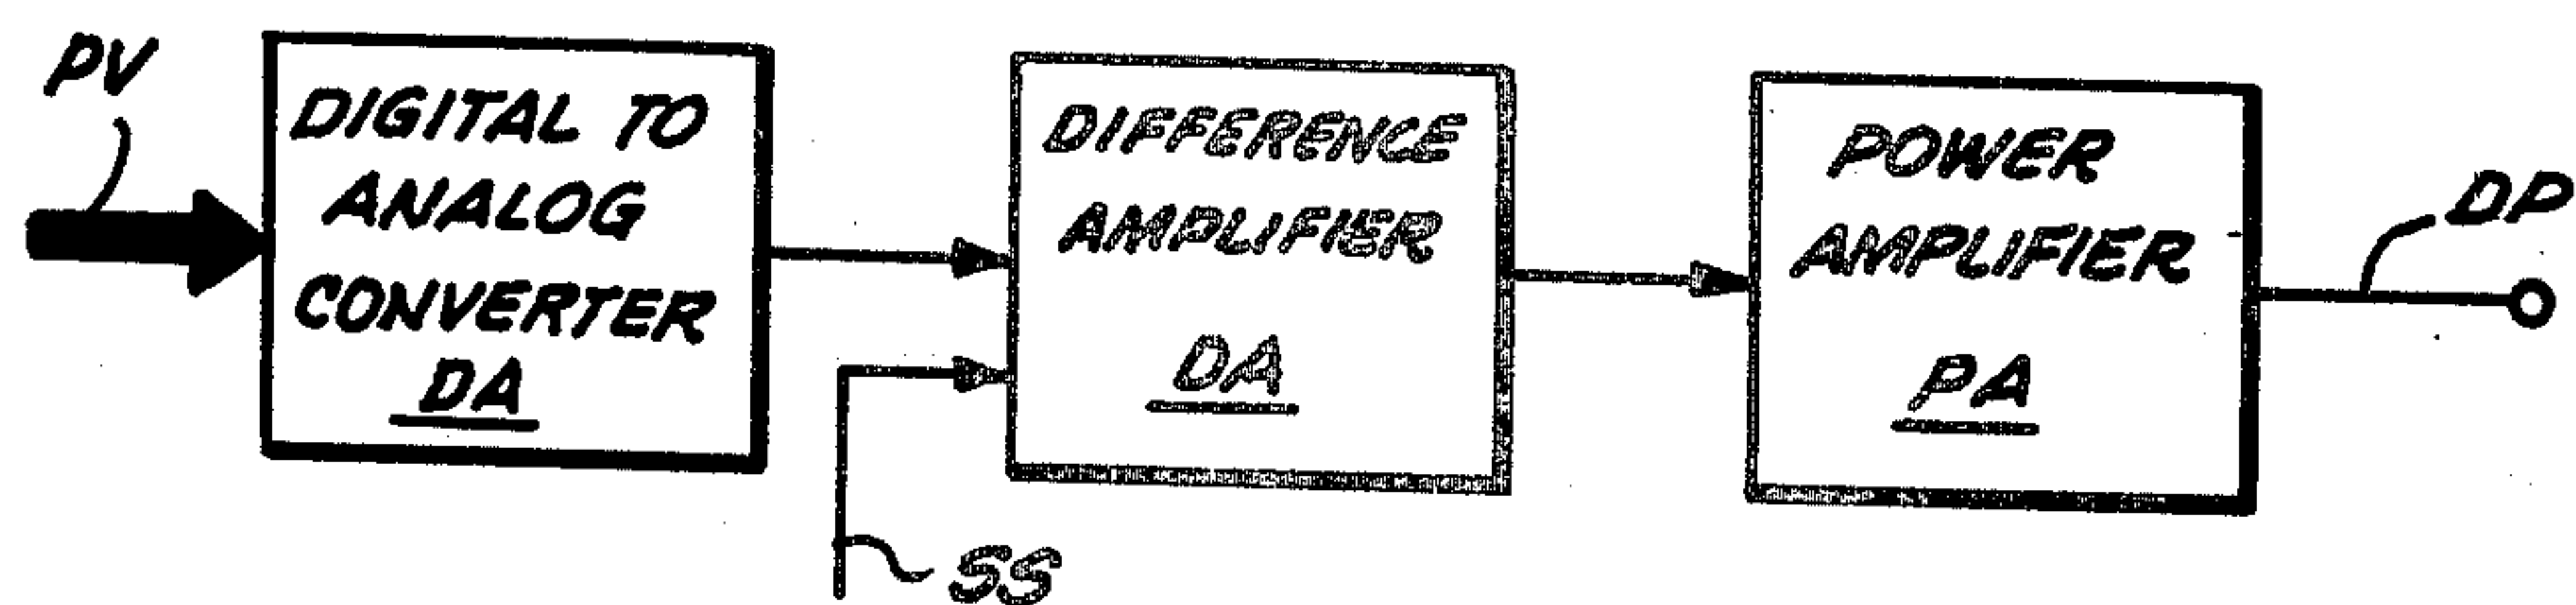 PV
DIGITAL TO
ANALOG
CONVERTER
DA
DIFFERENCE
AMPLIFIER
DA
SS
POWER
AMPLIFIER
PA
DP